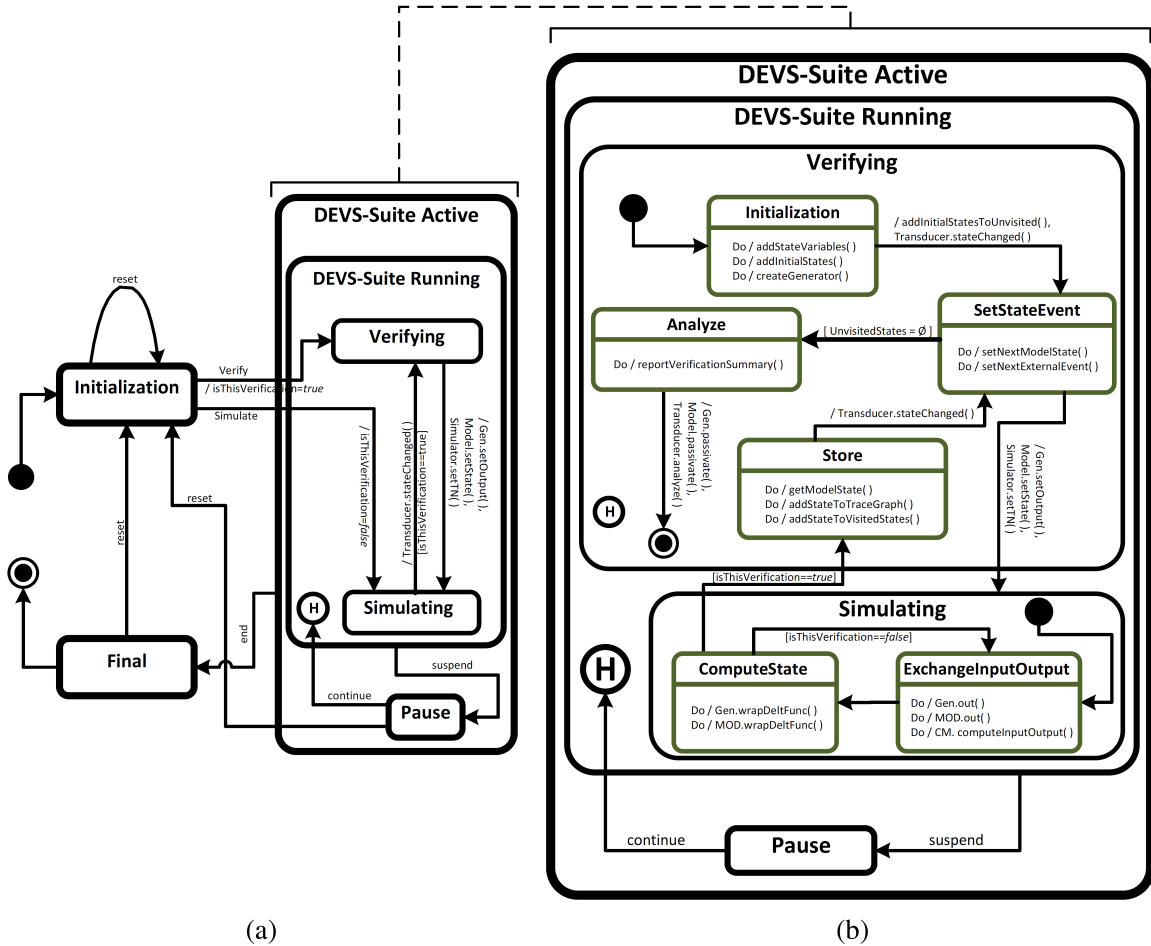 DEVS-Suite Active
DEVS-Suite Running
Verifying
reset
Initialization
Verify
/ isThisVerification=true
Simulate
/ isThisVerification=false
/ Transducer.stateChanged( )
[isThisVerification==true]
/ Gen.setOutput( ),
Model.setState( ),
Simulator.setTN( )
reset
reset
H
Simulating
end
Final
suspend
continue
Pause
(a)
DEVS-Suite Active
DEVS-Suite Running
Verifying
Initialization
Do / addStateVariables( )
Do / addInitialStates( )
Do / createGenerator( )
/ addInitialStatesToUnvisited( ),
Transducer.stateChanged( )
Analyze
Do / reportVerificationSummary( )
[ UnvisitedStates = Ø ]
SetStateEvent
Do / setNextModelState( )
Do / setNextExternalEvent( )
/ Gen.passivate( ),
Model.passivate( ),
Transducer.analyze( )
/ Transducer.stateChanged( )
Store
Do / getModelState( )
Do / addStateToTraceGraph( )
Do / addStateToVisitedStates( )
H
/ Gen.setOutput( ),
Model.setState( ),
Simulator.setTN( )
[isThisVerification==true]
Simulating
[isThisVerification==false]
H
ComputeState
Do / Gen.wrapDeltFunc( )
Do / MOD.wrapDeltFunc( )
ExchangeInputOutput
Do / Gen.out( )
Do / MOD.out( )
Do / CM. computeInputOutput( )
continue
Pause
suspend
(b)